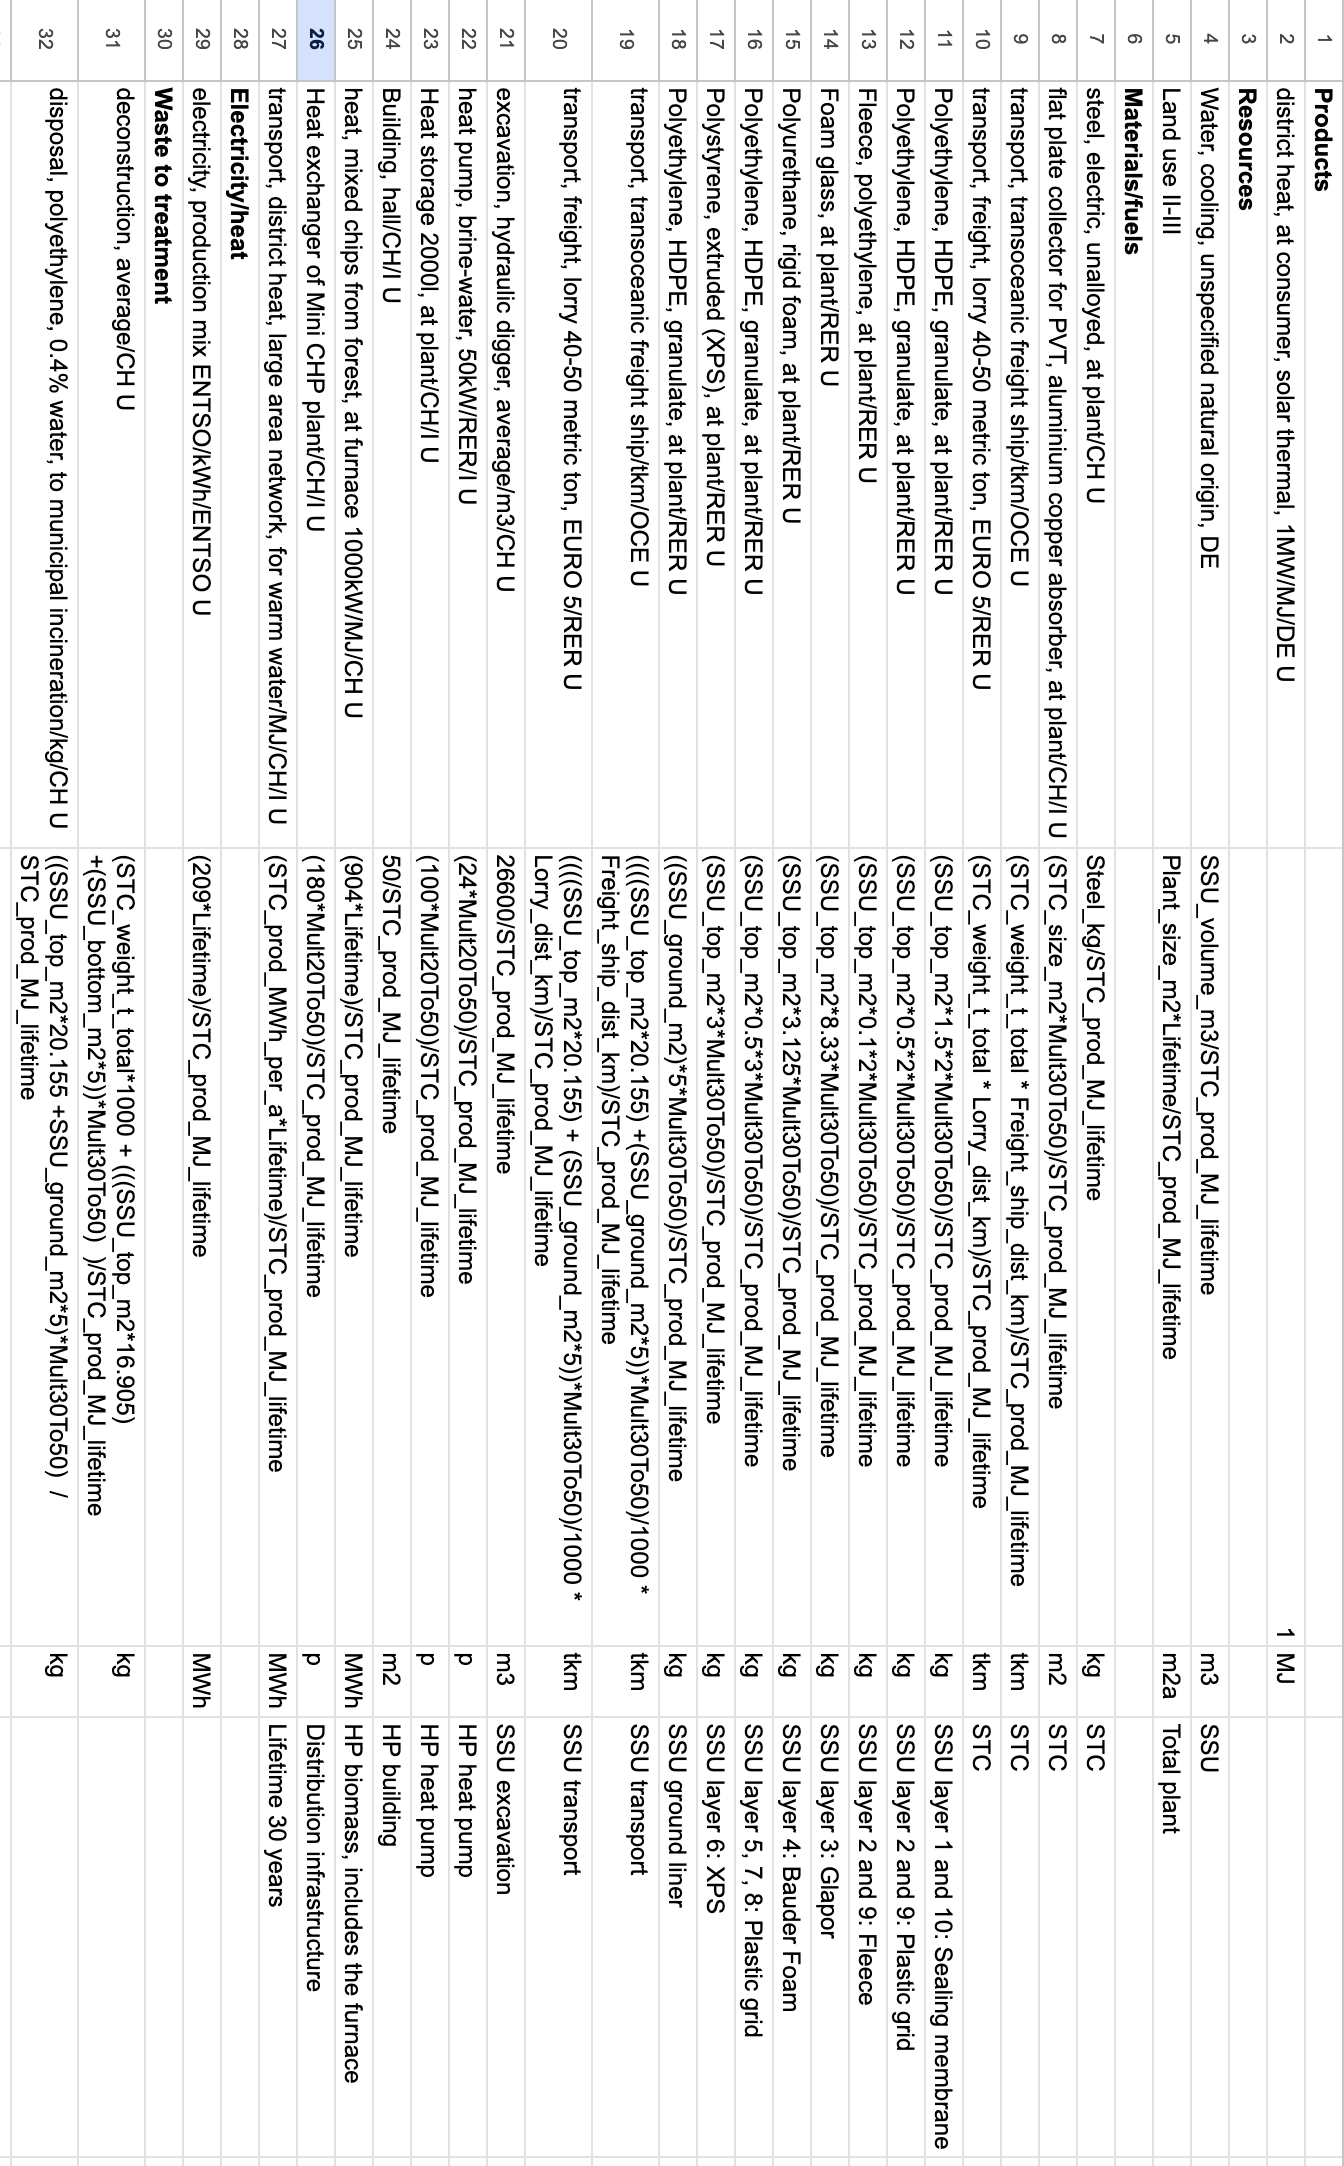 1 Products
2 district heat, at consumer, solar thermal, 1MW/MJ/DE U 1 MJ
3 Resources
4 Water, cooling, unspecified natural origin, DE SSU_volume_m3/STC_prod_MJ_lifetime m3 SSU
5 Land use II-III Plant_size_m2*Lifetime/STC_prod_MJ_lifetime m2a Total plant
6 Materials/fuels
7 steel, electric, unalloyed, at plant/CH U Steel_kg/STC_prod_MJ_lifetime kg STC
8 flat plate collector for PVT, aluminium copper absorber, at plant/CH/I U (STC_size_m2*Mult30To50)/STC_prod_MJ_lifetime m2 STC
9 transport, transoceanic freight ship/tkm/OCE U (STC_weight_t_total * Freight_ship_dist_km)/STC_prod_MJ_lifetime tkm STC
10 transport, freight, lorry 40-50 metric ton, EURO 5/RER U (STC_weight_t_total * Lorry_dist_km)/STC_prod_MJ_lifetime tkm STC
11 Polyethylene, HDPE, granulate, at plant/RER U (SSU_top_m2*1.5*2*Mult30To50)/STC_prod_MJ_lifetime kg SSU layer 1 and 10: Sealing membrane
12 Polyethylene, HDPE, granulate, at plant/RER U (SSU_top_m2*0.5*2*Mult30To50)/STC_prod_MJ_lifetime kg SSU layer 2 and 9: Plastic grid
13 Fleece, polyethylene, at plant/RER U (SSU_top_m2*0.1*2*Mult30To50)/STC_prod_MJ_lifetime kg SSU layer 2 and 9: Fleece
14 Foam glass, at plant/RER U (SSU_top_m2*8.33*Mult30To50)/STC_prod_MJ_lifetime kg SSU layer 3: Glapor
15 Polyurethane, rigid foam, at plant/RER U (SSU_top_m2*3.125*Mult30To50)/STC_prod_MJ_lifetime kg SSU layer 4: Bauder Foam
16 Polyethylene, HDPE, granulate, at plant/RER U (SSU_top_m2*0.5*3*Mult30To50)/STC_prod_MJ_lifetime kg SSU layer 5, 7, 8: Plastic grid
17 Polystyrene, extruded (XPS), at plant/RER U (SSU_top_m2*3*Mult30To50)/STC_prod_MJ_lifetime kg SSU layer 6: XPS
18 Polyethylene, HDPE, granulate, at plant/RER U ((SSU_ground_m2)*5*Mult30To50)/STC_prod_MJ_lifetime kg SSU ground liner
19 transport, transoceanic freight ship/tkm/OCE U ((((SSU_top_m2*20.155) +(SSU_ground_m2*5))*Mult30To50)/1000 *
Freight_ship_dist_km)/STC_prod_MJ_lifetime tkm SSU transport
20 transport, freight, lorry 40-50 metric ton, EURO 5/RER U ((((SSU_top_m2*20.155) + (SSU_ground_m2*5))*Mult30To50)/1000 *
Lorry_dist_km)/STC_prod_MJ_lifetime tkm SSU transport
21 excavation, hydraulic digger, average/m3/CH U 26600/STC_prod_MJ_lifetime m3 SSU excavation
22 heat pump, brine-water, 50kW/RER/I U (24*Mult20To50)/STC_prod_MJ_lifetime p HP heat pump
23 Heat storage 2000l, at plant/CH/I U (100*Mult20To50)/STC_prod_MJ_lifetime p HP heat pump
24 Building, hall/CH/I U 50/STC_prod_MJ_lifetime m2 HP building
25 heat, mixed chips from forest, at furnace 1000kW/MJ/CH U (904*Lifetime)/STC_prod_MJ_lifetime MWh HP biomass, includes the furnace
26 Heat exchanger of Mini CHP plant/CH/I U (180*Mult20To50)/STC_prod_MJ_lifetime p Distribution infrastructure
27 transport, district heat, large area network, for warm water/MJ/CH/I U (STC_prod_MWh_per_a*Lifetime)/STC_prod_MJ_lifetime MWh Lifetime 30 years
28 Electricity/heat
29 electricity, production mix ENTSO/kWh/ENTSO U (209*Lifetime)/STC_prod_MJ_lifetime MWh
30 Waste to treatment
31 deconstruction, average/CH U (STC_weight_t_total*1000 + (((SSU_top_m2*16.905)
+(SSU_bottom_m2*5))*Mult30To50) )/STC_prod_MJ_lifetime kg
32 disposal, polyethylene, 0.4% water, to municipal incineration/kg/CH U ((SSU_top_m2*20.155 +SSU_ground_m2*5)*Mult30To50) /
STC_prod_MJ_lifetime kg